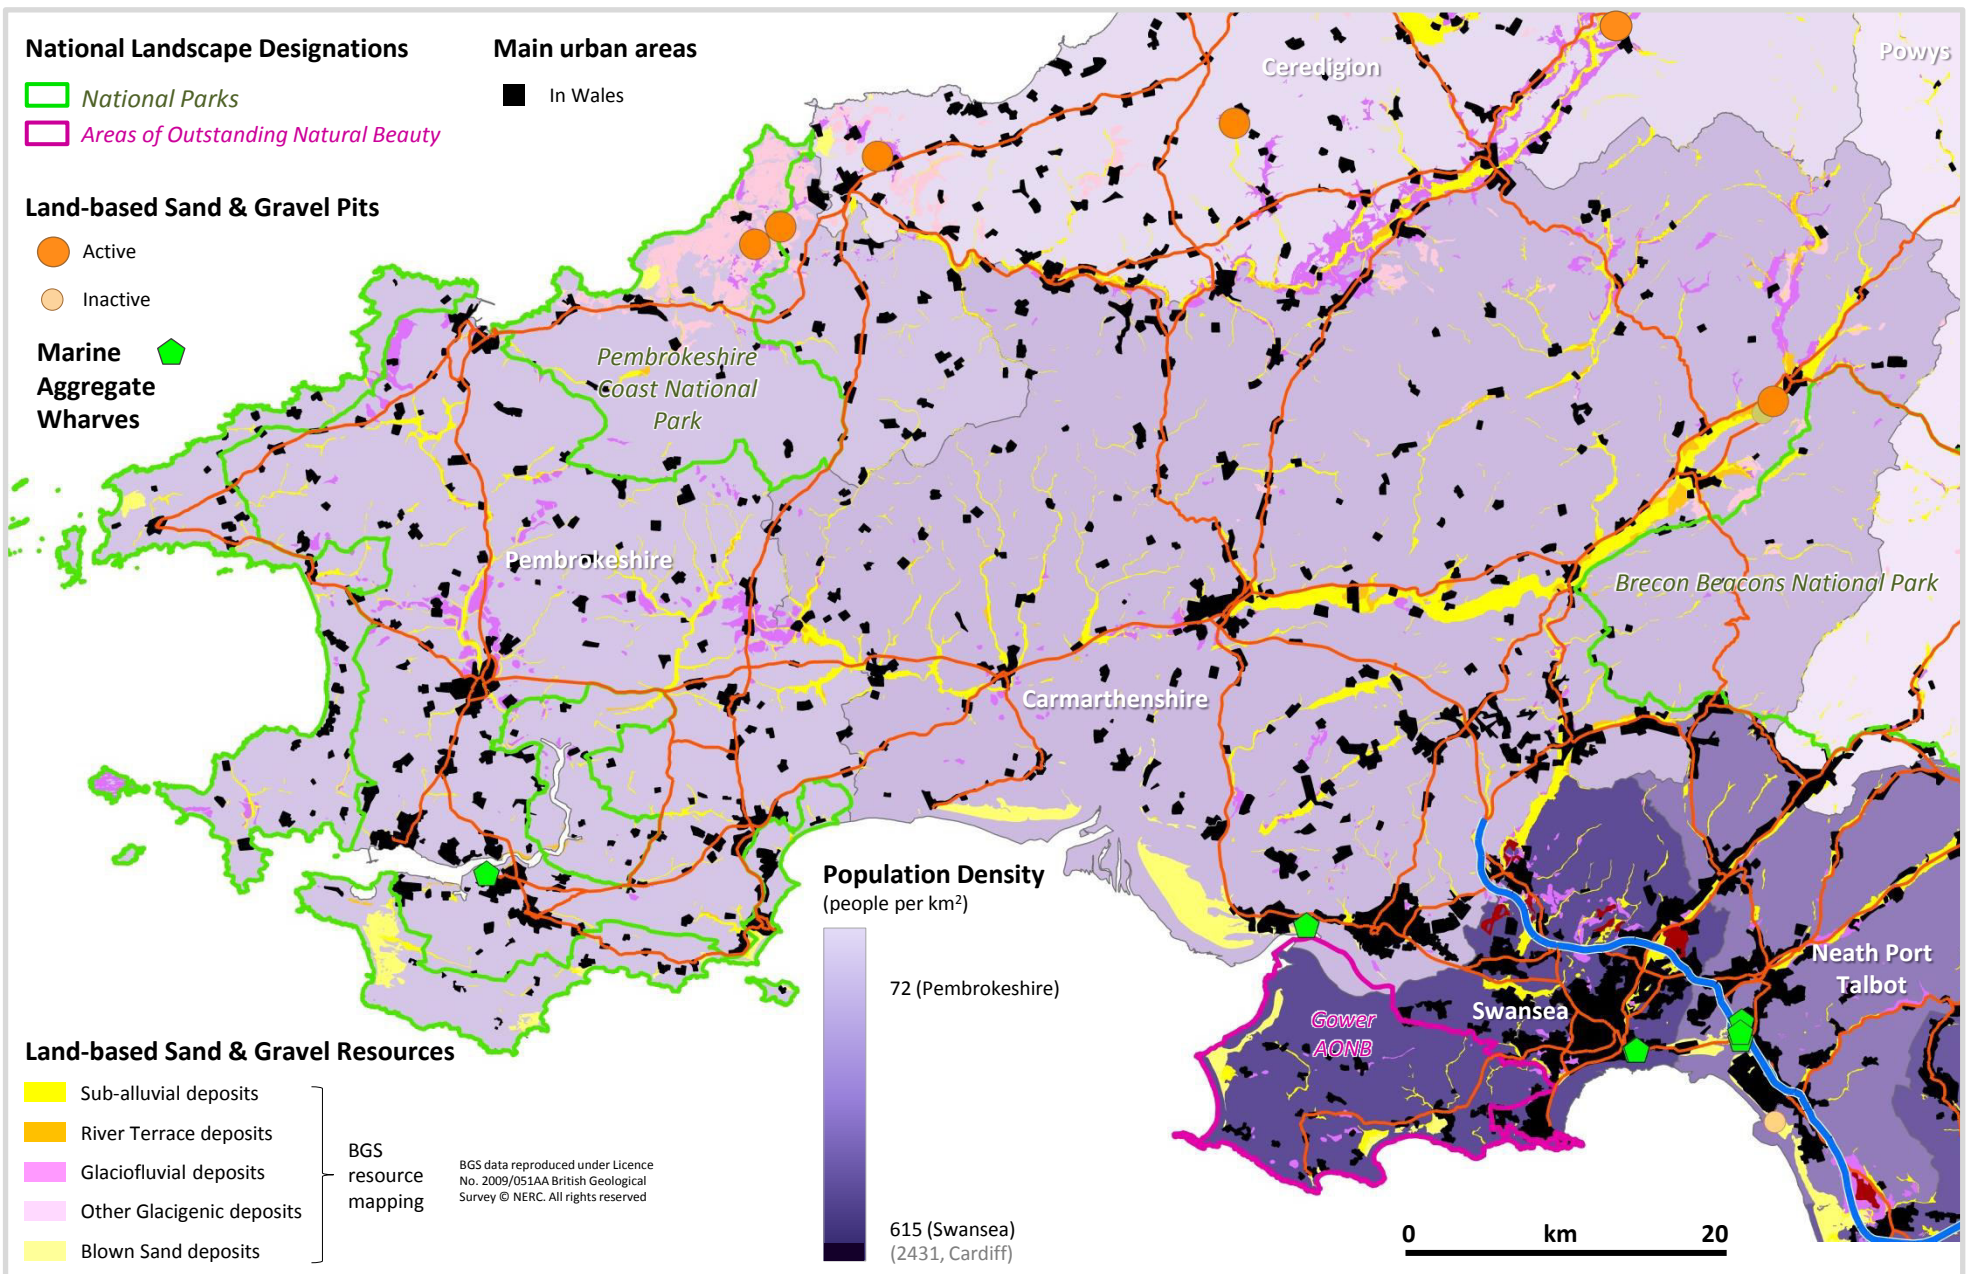 National Landscape Designations
National Parks
Areas of Outstanding Natural Beauty
Main urban areas
In Wales
Land-based Sand & Gravel Pits
Active
Inactive
Marine
Aggregate
Wharves
Ceredigion
Powys
Pembrokeshire
Coast National
Park
Pembrokeshire
Brecon Beacons National Park
Carmarthenshire
Population Density
(people per km²)
72 (Pembrokeshire)
615 (Swansea)
(2431, Cardiff)
Neath Port
Talbot
Swansea
Gower
AONB
Land-based Sand & Gravel Resources
Sub-alluvial deposits
River Terrace deposits
Glaciofluvial deposits
Other Glacigenic deposits
Blown Sand deposits
BGS
resource
mapping
BGS data reproduced under Licence
No. 2009/051AA British Geological
Survey © NERC. All rights reserved
0 km 20